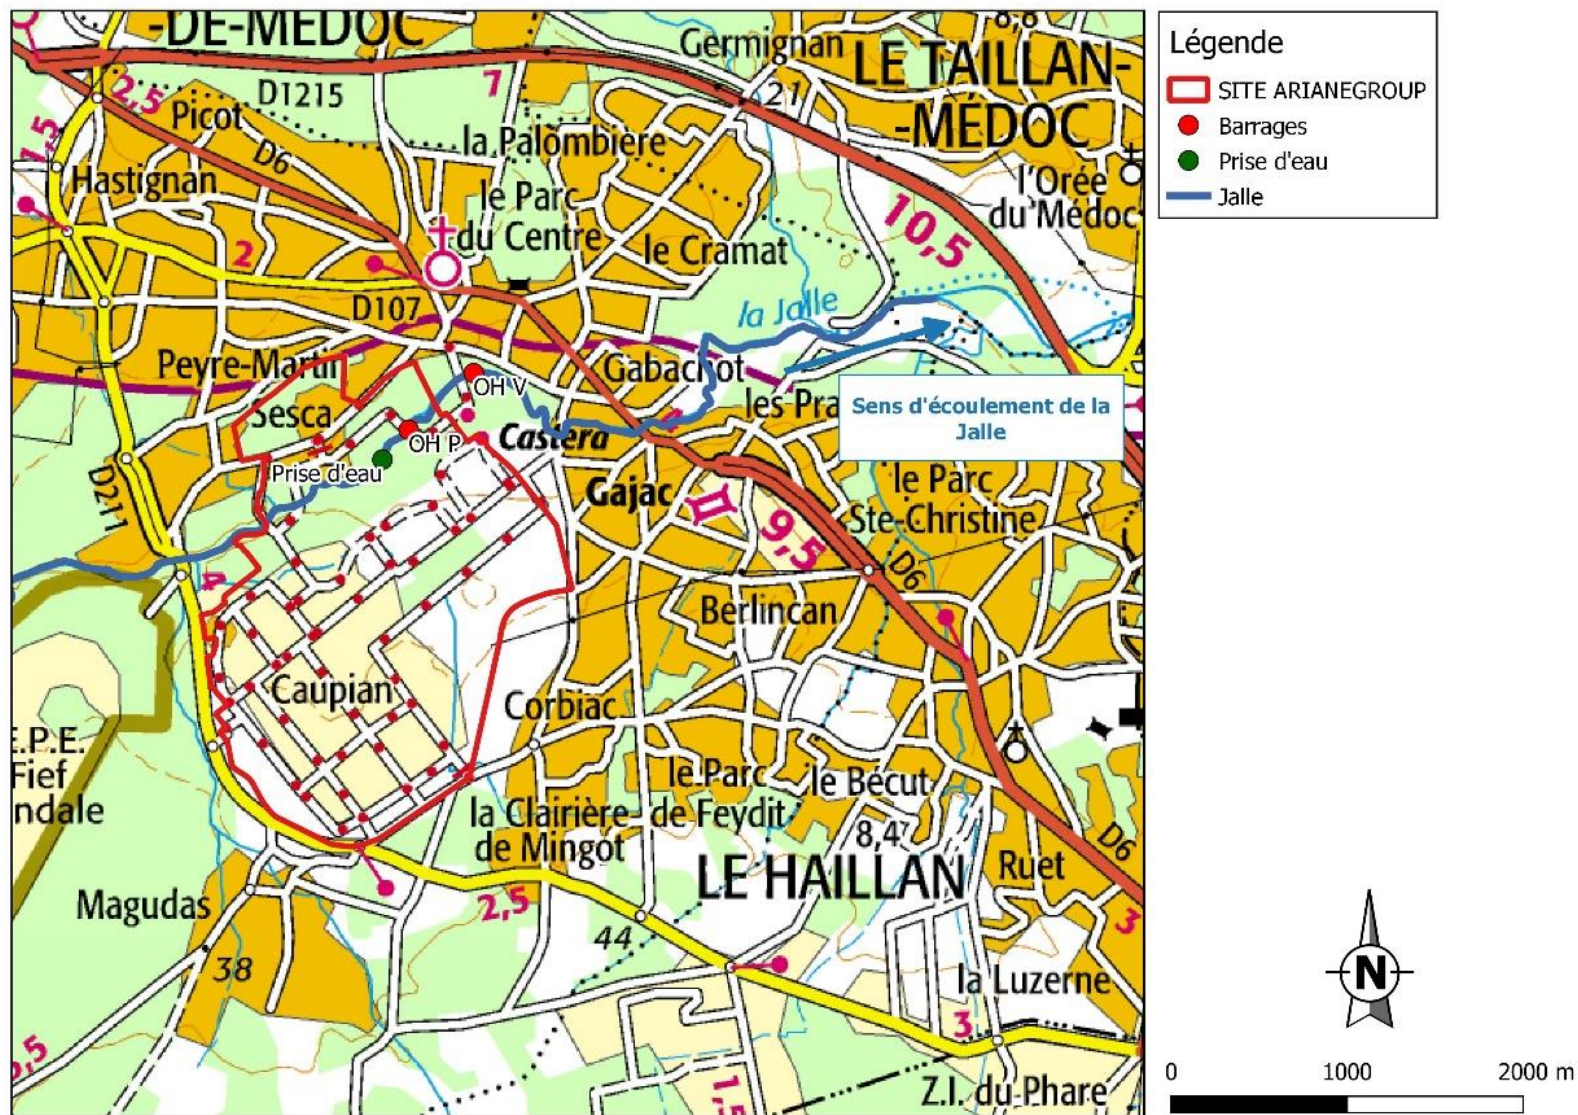 -DE-MÉDOC
Germignan
8,8
LE TAILLAN-
-MÉDOC
2,5
D1215
7
21
Picot
1,5
D6
la Palombière
Hastignan
l'Orée
du Médoc
le Parc
du Centre
10,5
2
le Cramat
D107
la Jalle
Peyre-Martin
Gabachot
OH V
Sesca
les Pra
Sens d'écoulement de la
Jalle
OH P
Castera
Prise d'eau
D211
Gajac
le Parc
Ste-Christine
9,5
D6
4
Berlincan
Caupian
Corbiac
E.P.E.
Fief
ndale
le Parc
de Feydit
le Bécut
la Clairière
de Mingot
8,4
D6
LE HAILLAN
Ruet
Magudas
2,5
3
44
38
la Luzerne
3
5,5
1,5
Z.I. du Phare
Légende
SITE ARIANEGROUP
Barrages
Prise d'eau
Jalle
N
0 1000 2000 m